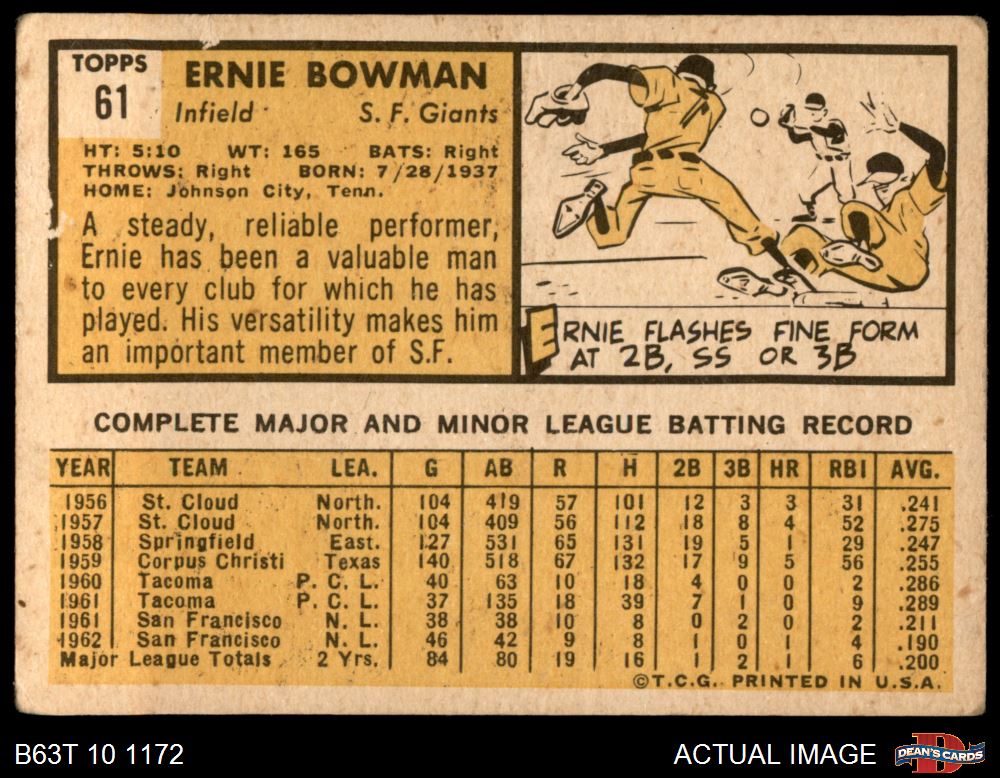 TOPPS
61
ERNIE BOWMAN
Infield S. F. Giants
HT: 5:10 WT: 165 BATS: Right
THROWS: Right BORN: 7/28/1937
HOME: Johnson City, Tenn.
A steady, reliable performer,
Ernie has been a valuable man
to every club for which he has
played. His versatility makes him
an important member of S.F.
ERNIE FLASHES FINE FORM
AT 2B, SS OR 3B
COMPLETE MAJOR AND MINOR LEAGUE BATTING RECORD
YEAR TEAM LEA. G AB R H 2B 3B HR RBI AVG.
1956 St. Cloud North. 104 419 57 101 12 3 3 31 .241
1957 St. Cloud North. 104 409 56 112 18 8 4 52 .275
1958 Springfield East. 127 531 65 131 19 5 1 29 .247
1959 Corpus Christi Texas 140 518 67 132 17 9 5 56 .255
1960 Tacoma P. C. L. 40 63 10 18 4 0 0 2 .286
1961 Tacoma P. C. L. 37 135 18 39 7 1 0 9 .289
1961 San Francisco N. L. 38 38 10 8 0 2 0 2 .211
1962 San Francisco N. L. 46 42 9 8 1 0 1 4 .190
Major League Totals 2 Yrs. 84 80 19 16 1 2 1 6 .200
©T.C.G. PRINTED IN U.S.A.
B63T 10 1172 ACTUAL IMAGE DEAN'S CARDS